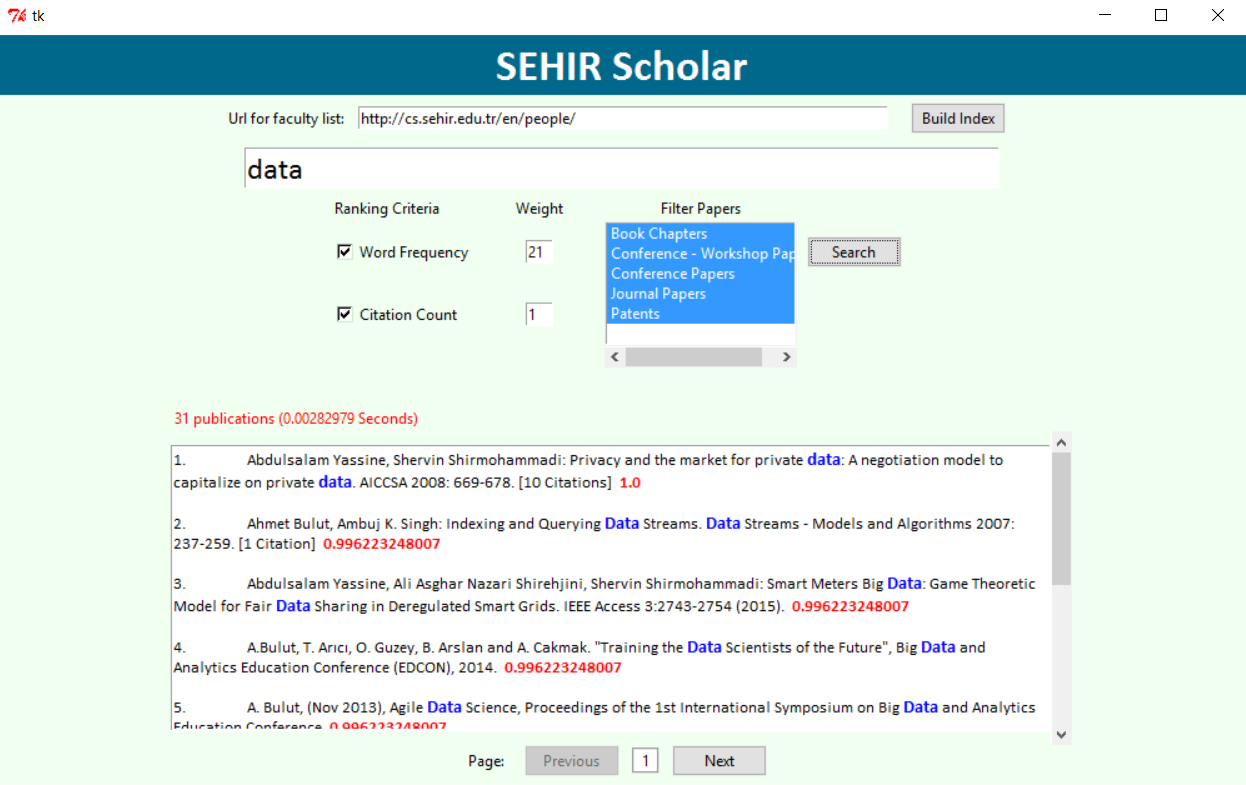 tk
SEHIR Scholar
Url for faculty list: http://cs.sehir.edu.tr/en/people/ Build Index
data
Ranking Criteria Weight Filter Papers
Book Chapters
Word Frequency 21 Conference - Workshop Pap Search
Conference Papers
Journal Papers
Citation Count 1 Patents
31 publications (0.00282979 Seconds)
1. Abdulsalam Yassine, Shervin Shirmohammadi: Privacy and the market for private data: A negotiation model to
capitalize on private data. AICCSA 2008: 669-678. [10 Citations] 1.0
2. Ahmet Bulut, Ambuj K. Singh: Indexing and Querying Data Streams. Data Streams - Models and Algorithms 2007:
237-259. [1 Citation] 0.996223248007
3. Abdulsalam Yassine, Ali Asghar Nazari Shirehjini, Shervin Shirmohammadi: Smart Meters Big Data: Game Theoretic
Model for Fair Data Sharing in Deregulated Smart Grids. IEEE Access 3:2743-2754 (2015). 0.996223248007
4. A.Bulut, T. Arıcı, O. Guzey, B. Arslan and A. Cakmak. "Training the Data Scientists of the Future", Big Data and
Analytics Education Conference (EDCON), 2014. 0.996223248007
5. A. Bulut, (Nov 2013), Agile Data Science, Proceedings of the 1st International Symposium on Big Data and Analytics
Education Conference. 0.996223248007
Page: Previous 1 Next